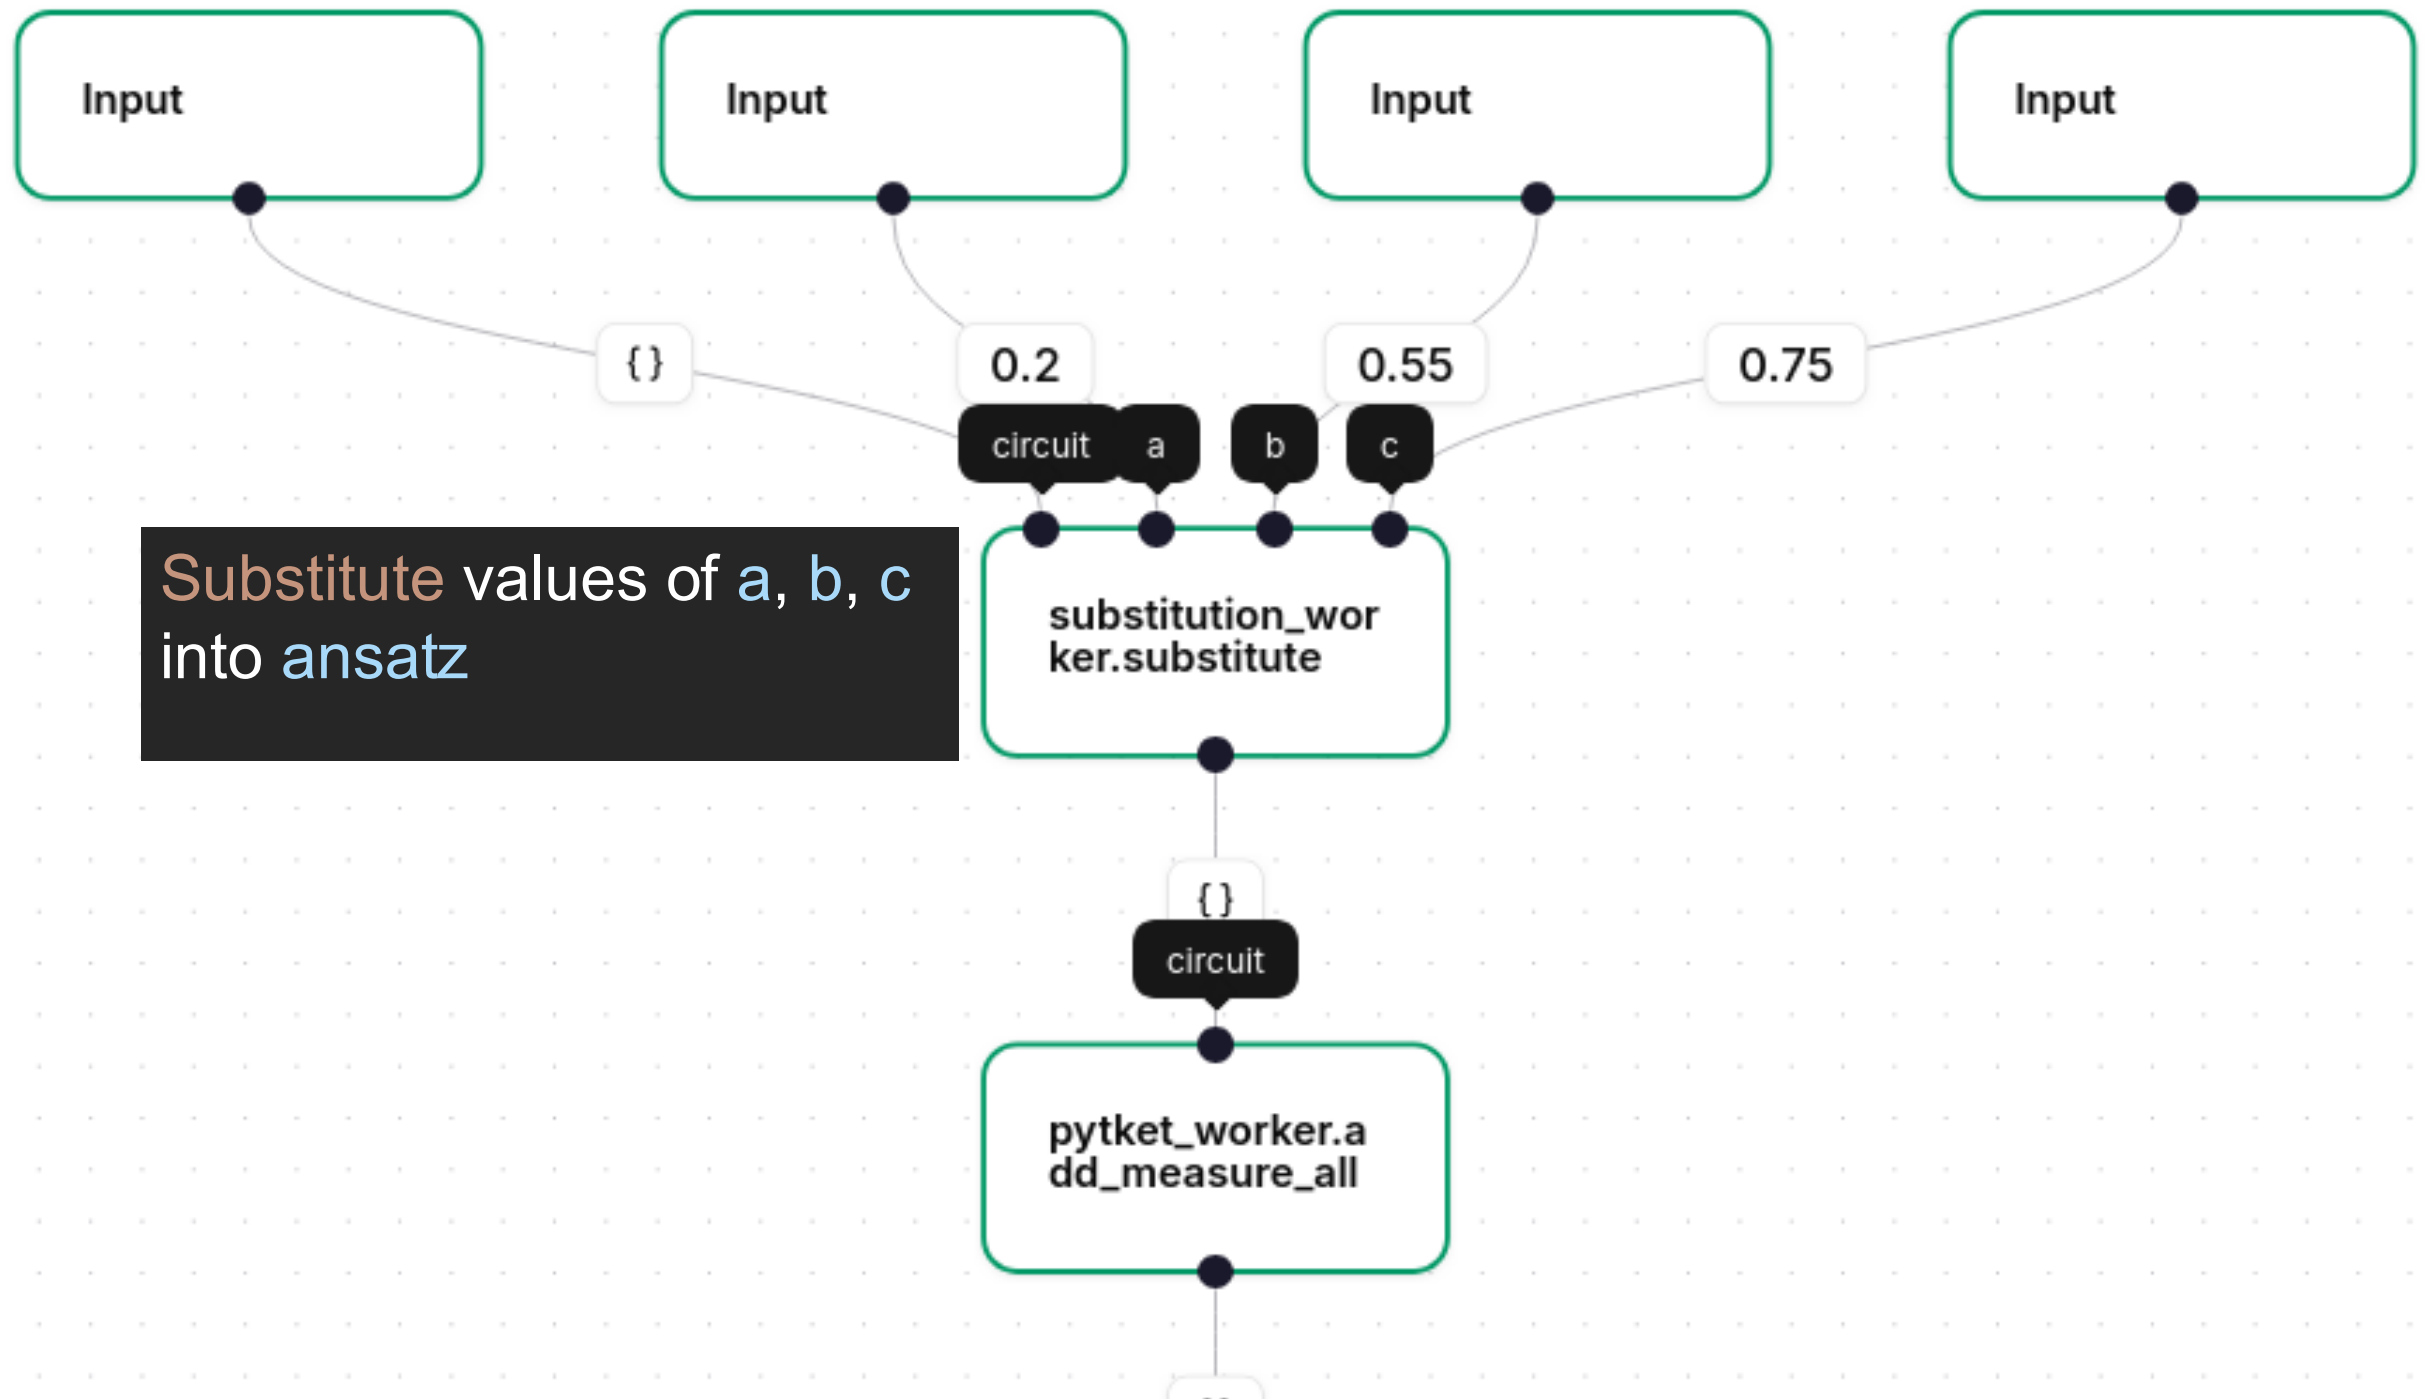 Input
Input
Input
Input
{}
0.2
0.55
0.75
circuit
a
b
c
Substitute values of a, b, c
into ansatz
substitution_wor
ker.substitute
{}
circuit
pytket_worker.a
dd_measure_all